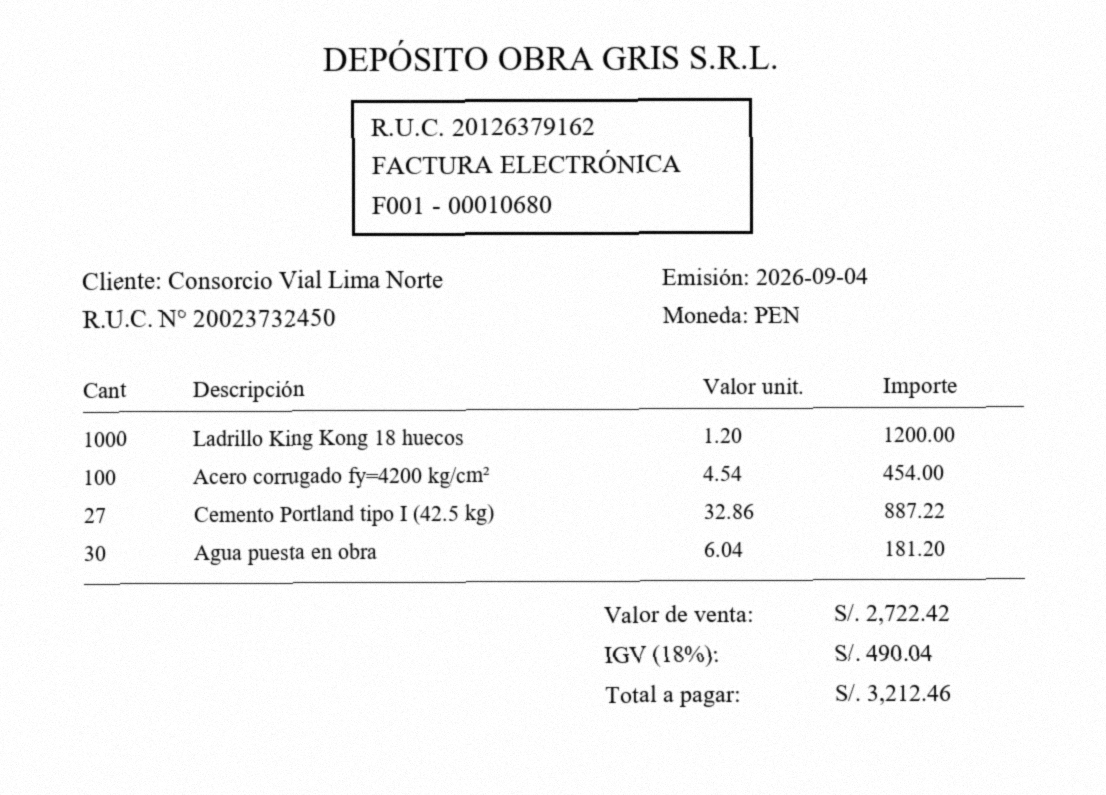 DEPÓSITO OBRA GRIS S.R.L.
R.U.C. 20126379162
FACTURA ELECTRÓNICA
F001 - 00010680
Cliente: Consorcio Vial Lima Norte
Emisión: 2026-09-04
R.U.C. N° 20023732450
Moneda: PEN
Cant Descripción Valor unit. Importe
1000 Ladrillo King Kong 18 huecos 1.20 1200.00
100 Acero corrugado fy=4200 kg/cm² 4.54 454.00
27 Cemento Portland tipo I (42.5 kg) 32.86 887.22
30 Agua puesta en obra 6.04 181.20
Valor de venta: S/. 2,722.42
IGV (18%): S/. 490.04
Total a pagar: S/. 3,212.46